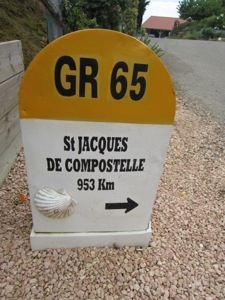 GR 65
St JACQUES
DE COMPOSTELLE
953 Km